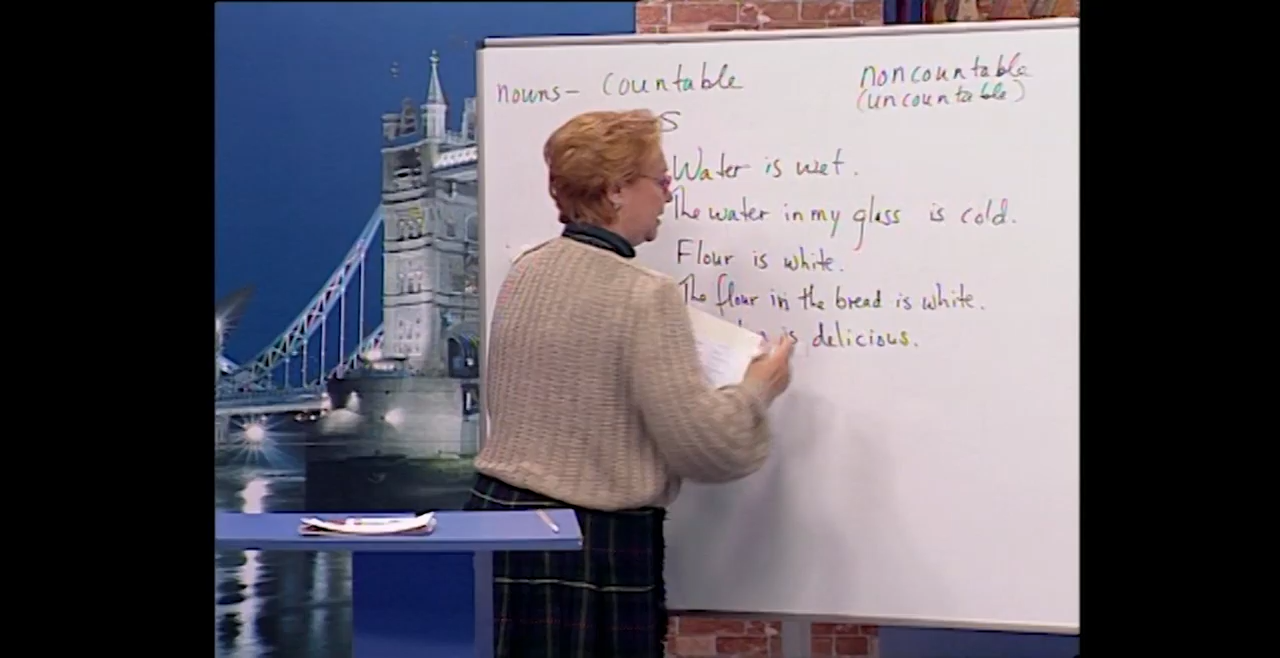 nouns- countable
noncountable
(uncountable)
S
Water is wet.
The water in my glass is cold.
Flour is white.
The flour in the bread is white.
is delicious.